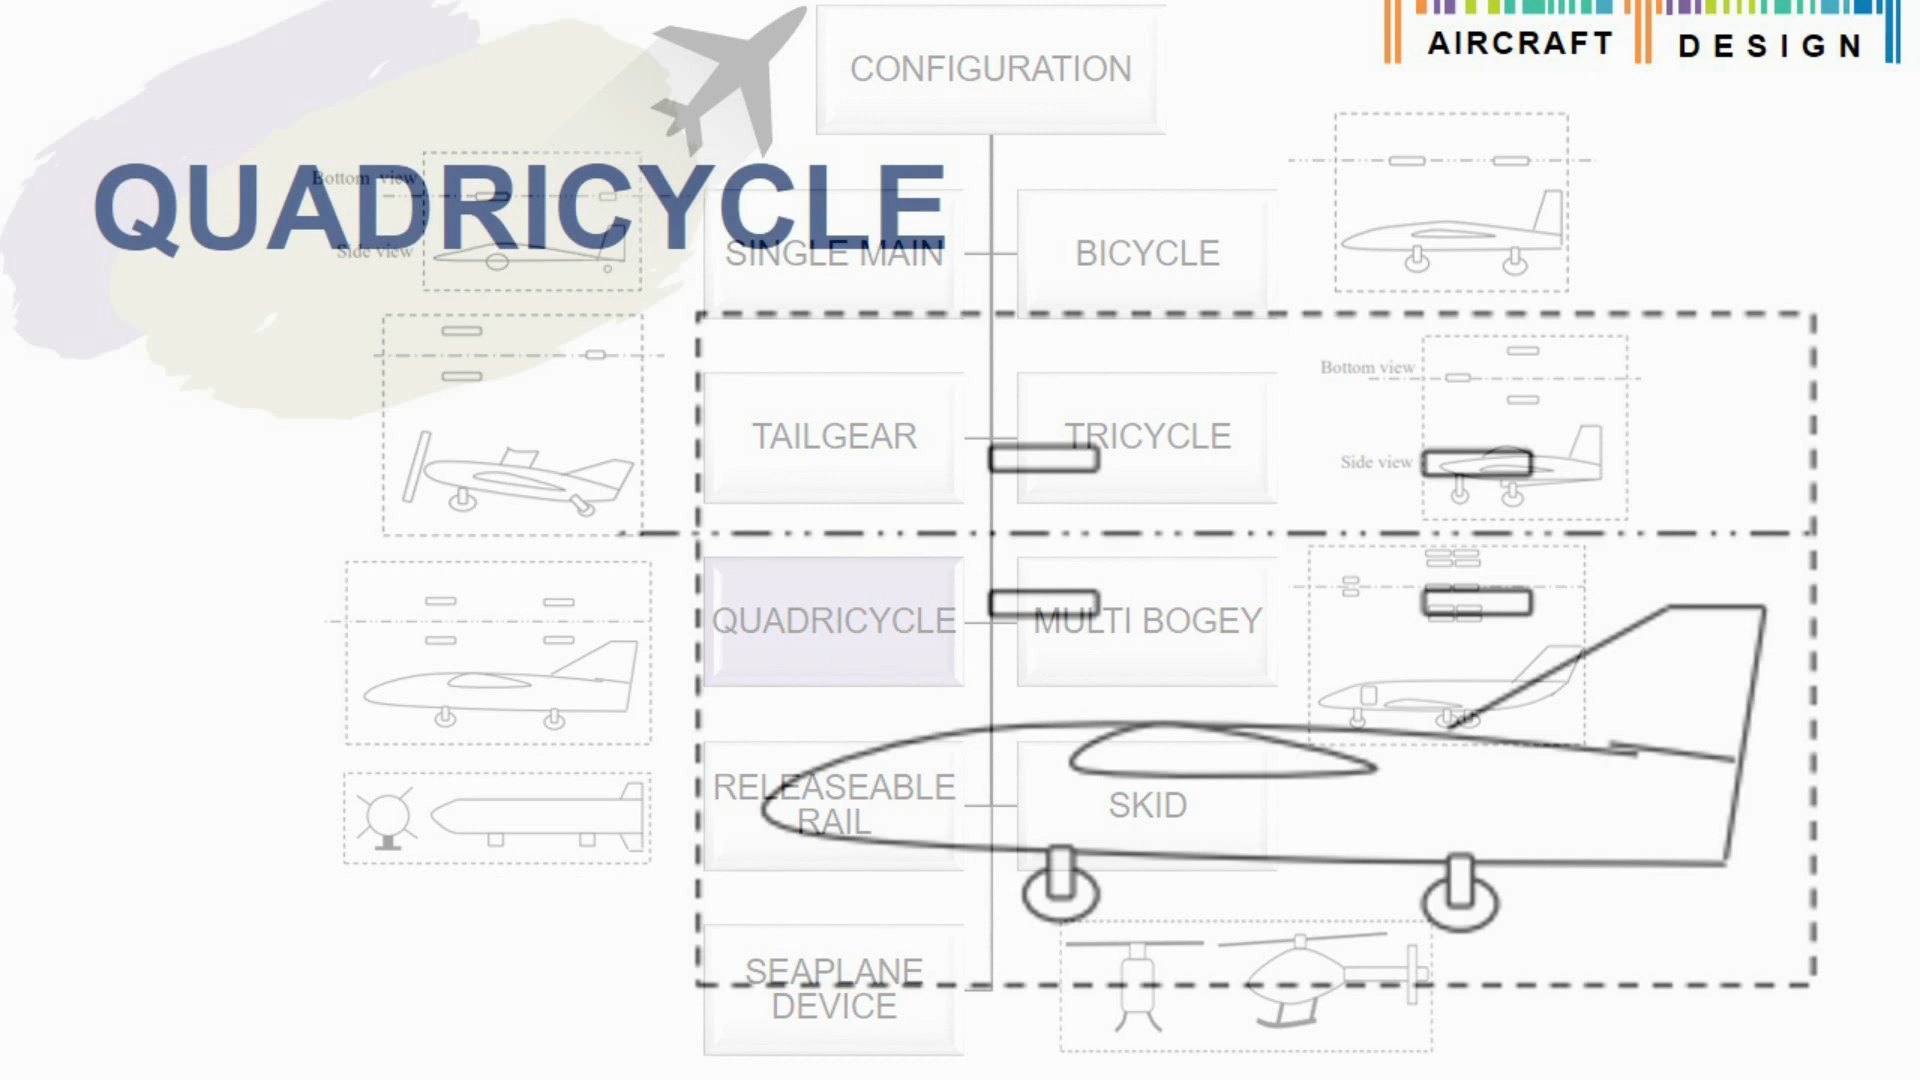 CONFIGURATION
AIRCRAFT DESIGN
QUADRICYCLE
Bottom view
Side view
SINGLE MAIN
BICYCLE
TAILGEAR
TRICYCLE
Bottom view
Side view
QUADRICYCLE
MULTI BOGEY
RELEASEABLE
RAIL
SKID
SEAPLANE
DEVICE